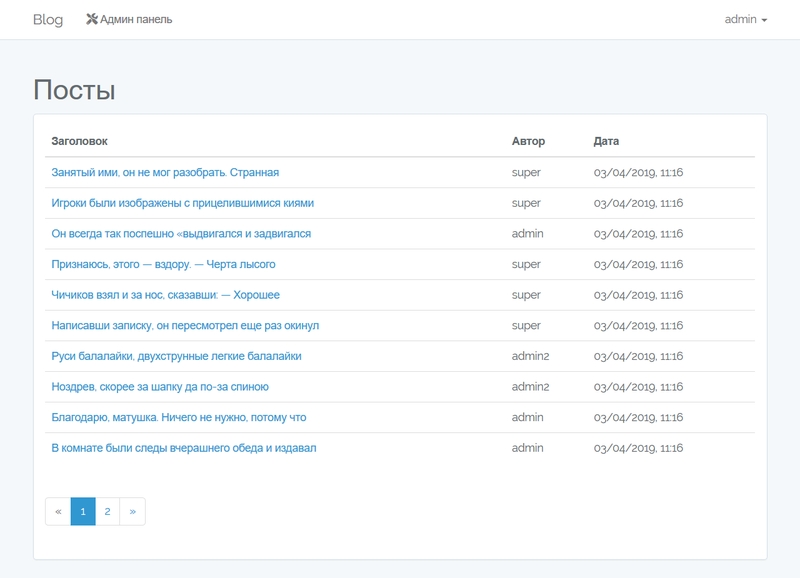 Blog Админ панель admin
Посты
Заголовок Автор Дата
Занятый ими, он не мог разобрать. Странная super 03/04/2019, 11:16
Игроки были изображены с прицелившимися киями super 03/04/2019, 11:16
Он всегда так поспешно «выдвигался и задвигался admin 03/04/2019, 11:16
Признаюсь, этого — вздору. — Черта лысого super 03/04/2019, 11:16
Чичиков взял и за нос, сказавши: — Хорошее super 03/04/2019, 11:16
Написавши записку, он пересмотрел еще раз окинул super 03/04/2019, 11:16
Руси балалайки, двухструнные легкие балалайки admin2 03/04/2019, 11:16
Ноздрев, скорее за шапку да по-за спиною admin2 03/04/2019, 11:16
Благодарю, матушка. Ничего не нужно, потому что admin 03/04/2019, 11:16
В комнате были следы вчерашнего обеда и издавал admin 03/04/2019, 11:16
« 1 2 »